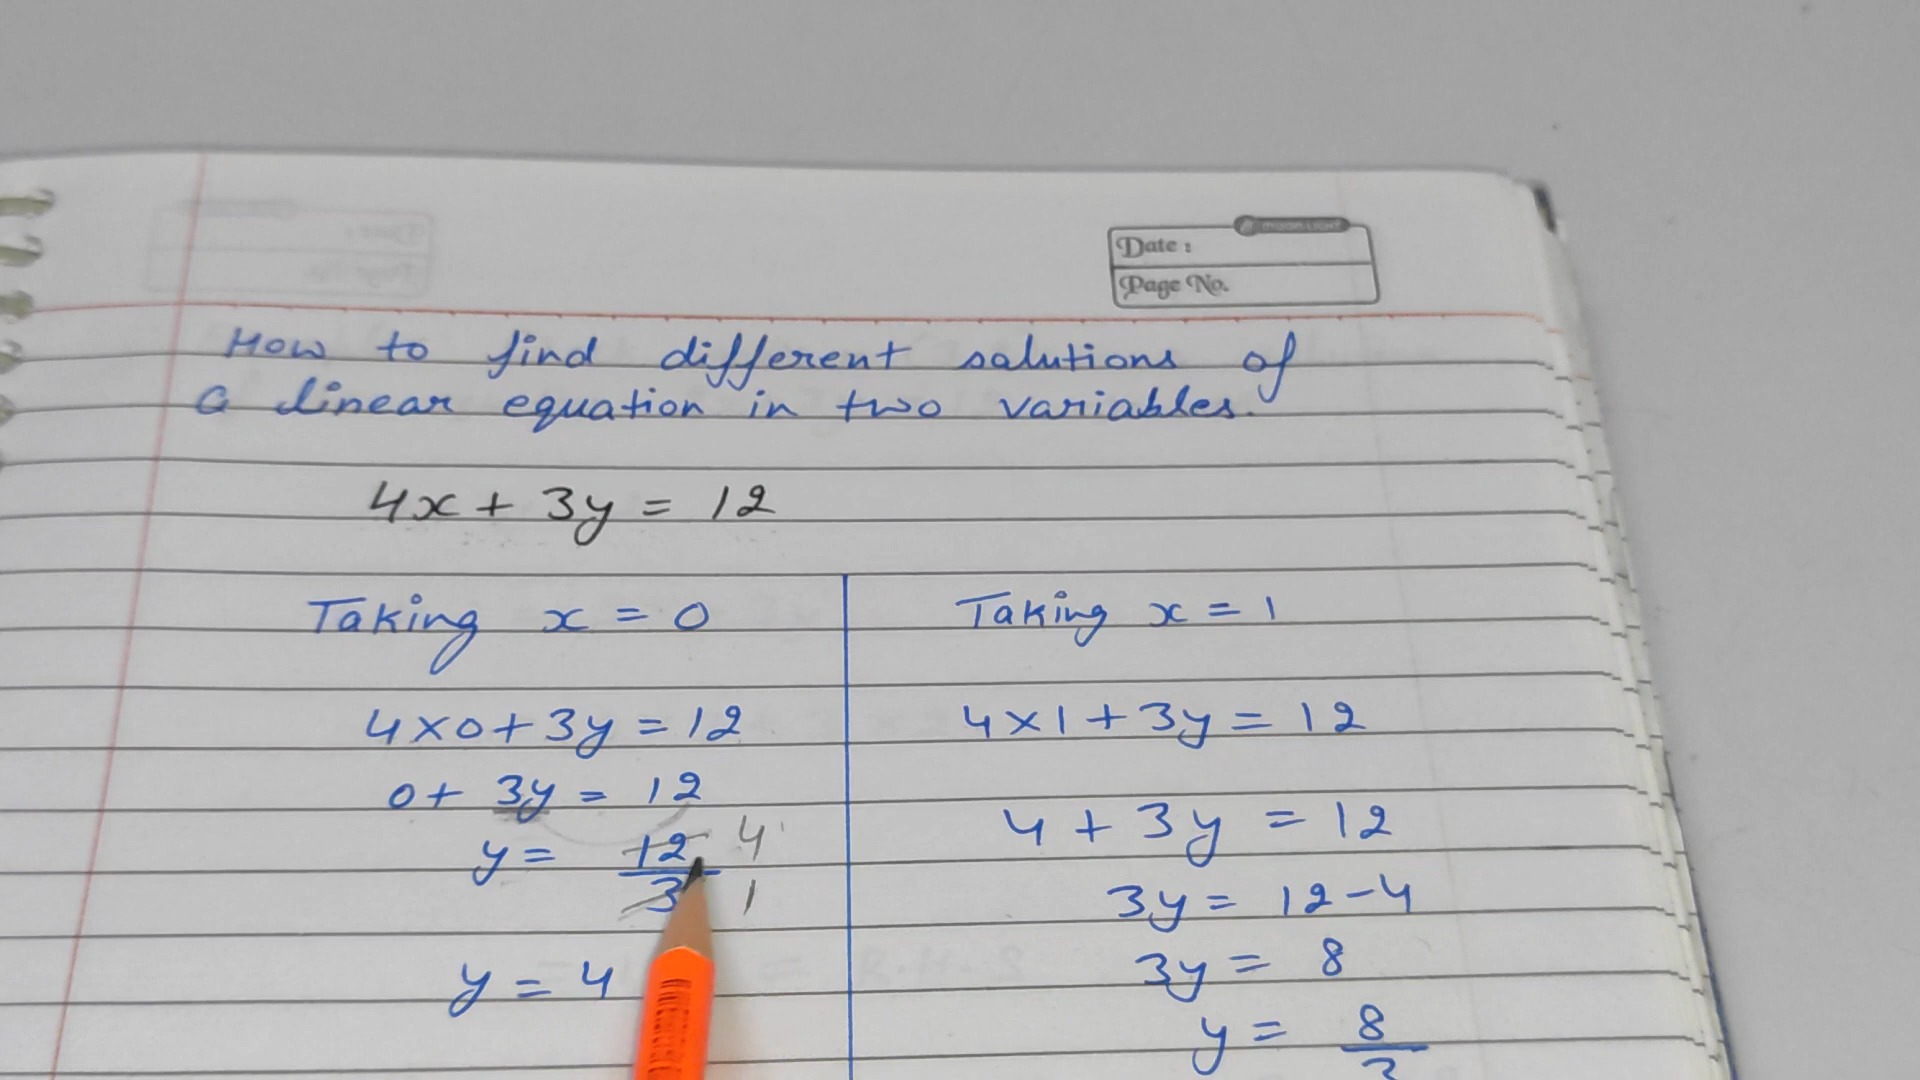 Date :
Page No.
How to find different solutions of
a linear equation in two variables.
4x + 3y = 12
Taking x = 0
4×0+3y=12
0+ 3y = 12
y = 12 4
3 1
y = 4
Taking x = 1
4×1+3y=12
4 + 3y = 12
3y = 12-4
3y = 8
y = 8
3